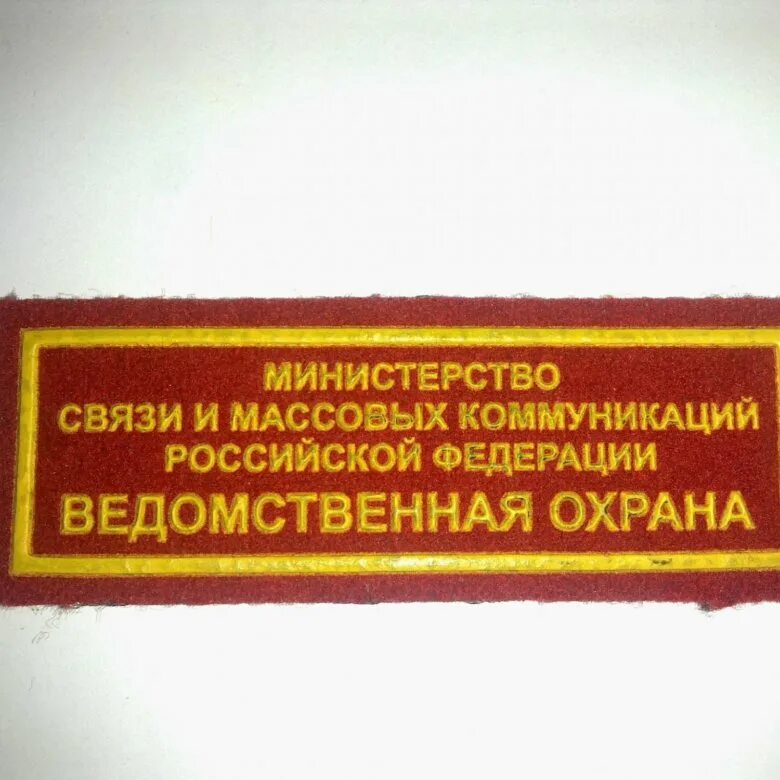 МИНИСТЕРСТВО
СВЯЗИ И МАССОВЫХ КОММУНИКАЦИЙ
РОССИЙСКОЙ ФЕДЕРАЦИИ
ВЕДОМСТВЕННАЯ ОХРАНА